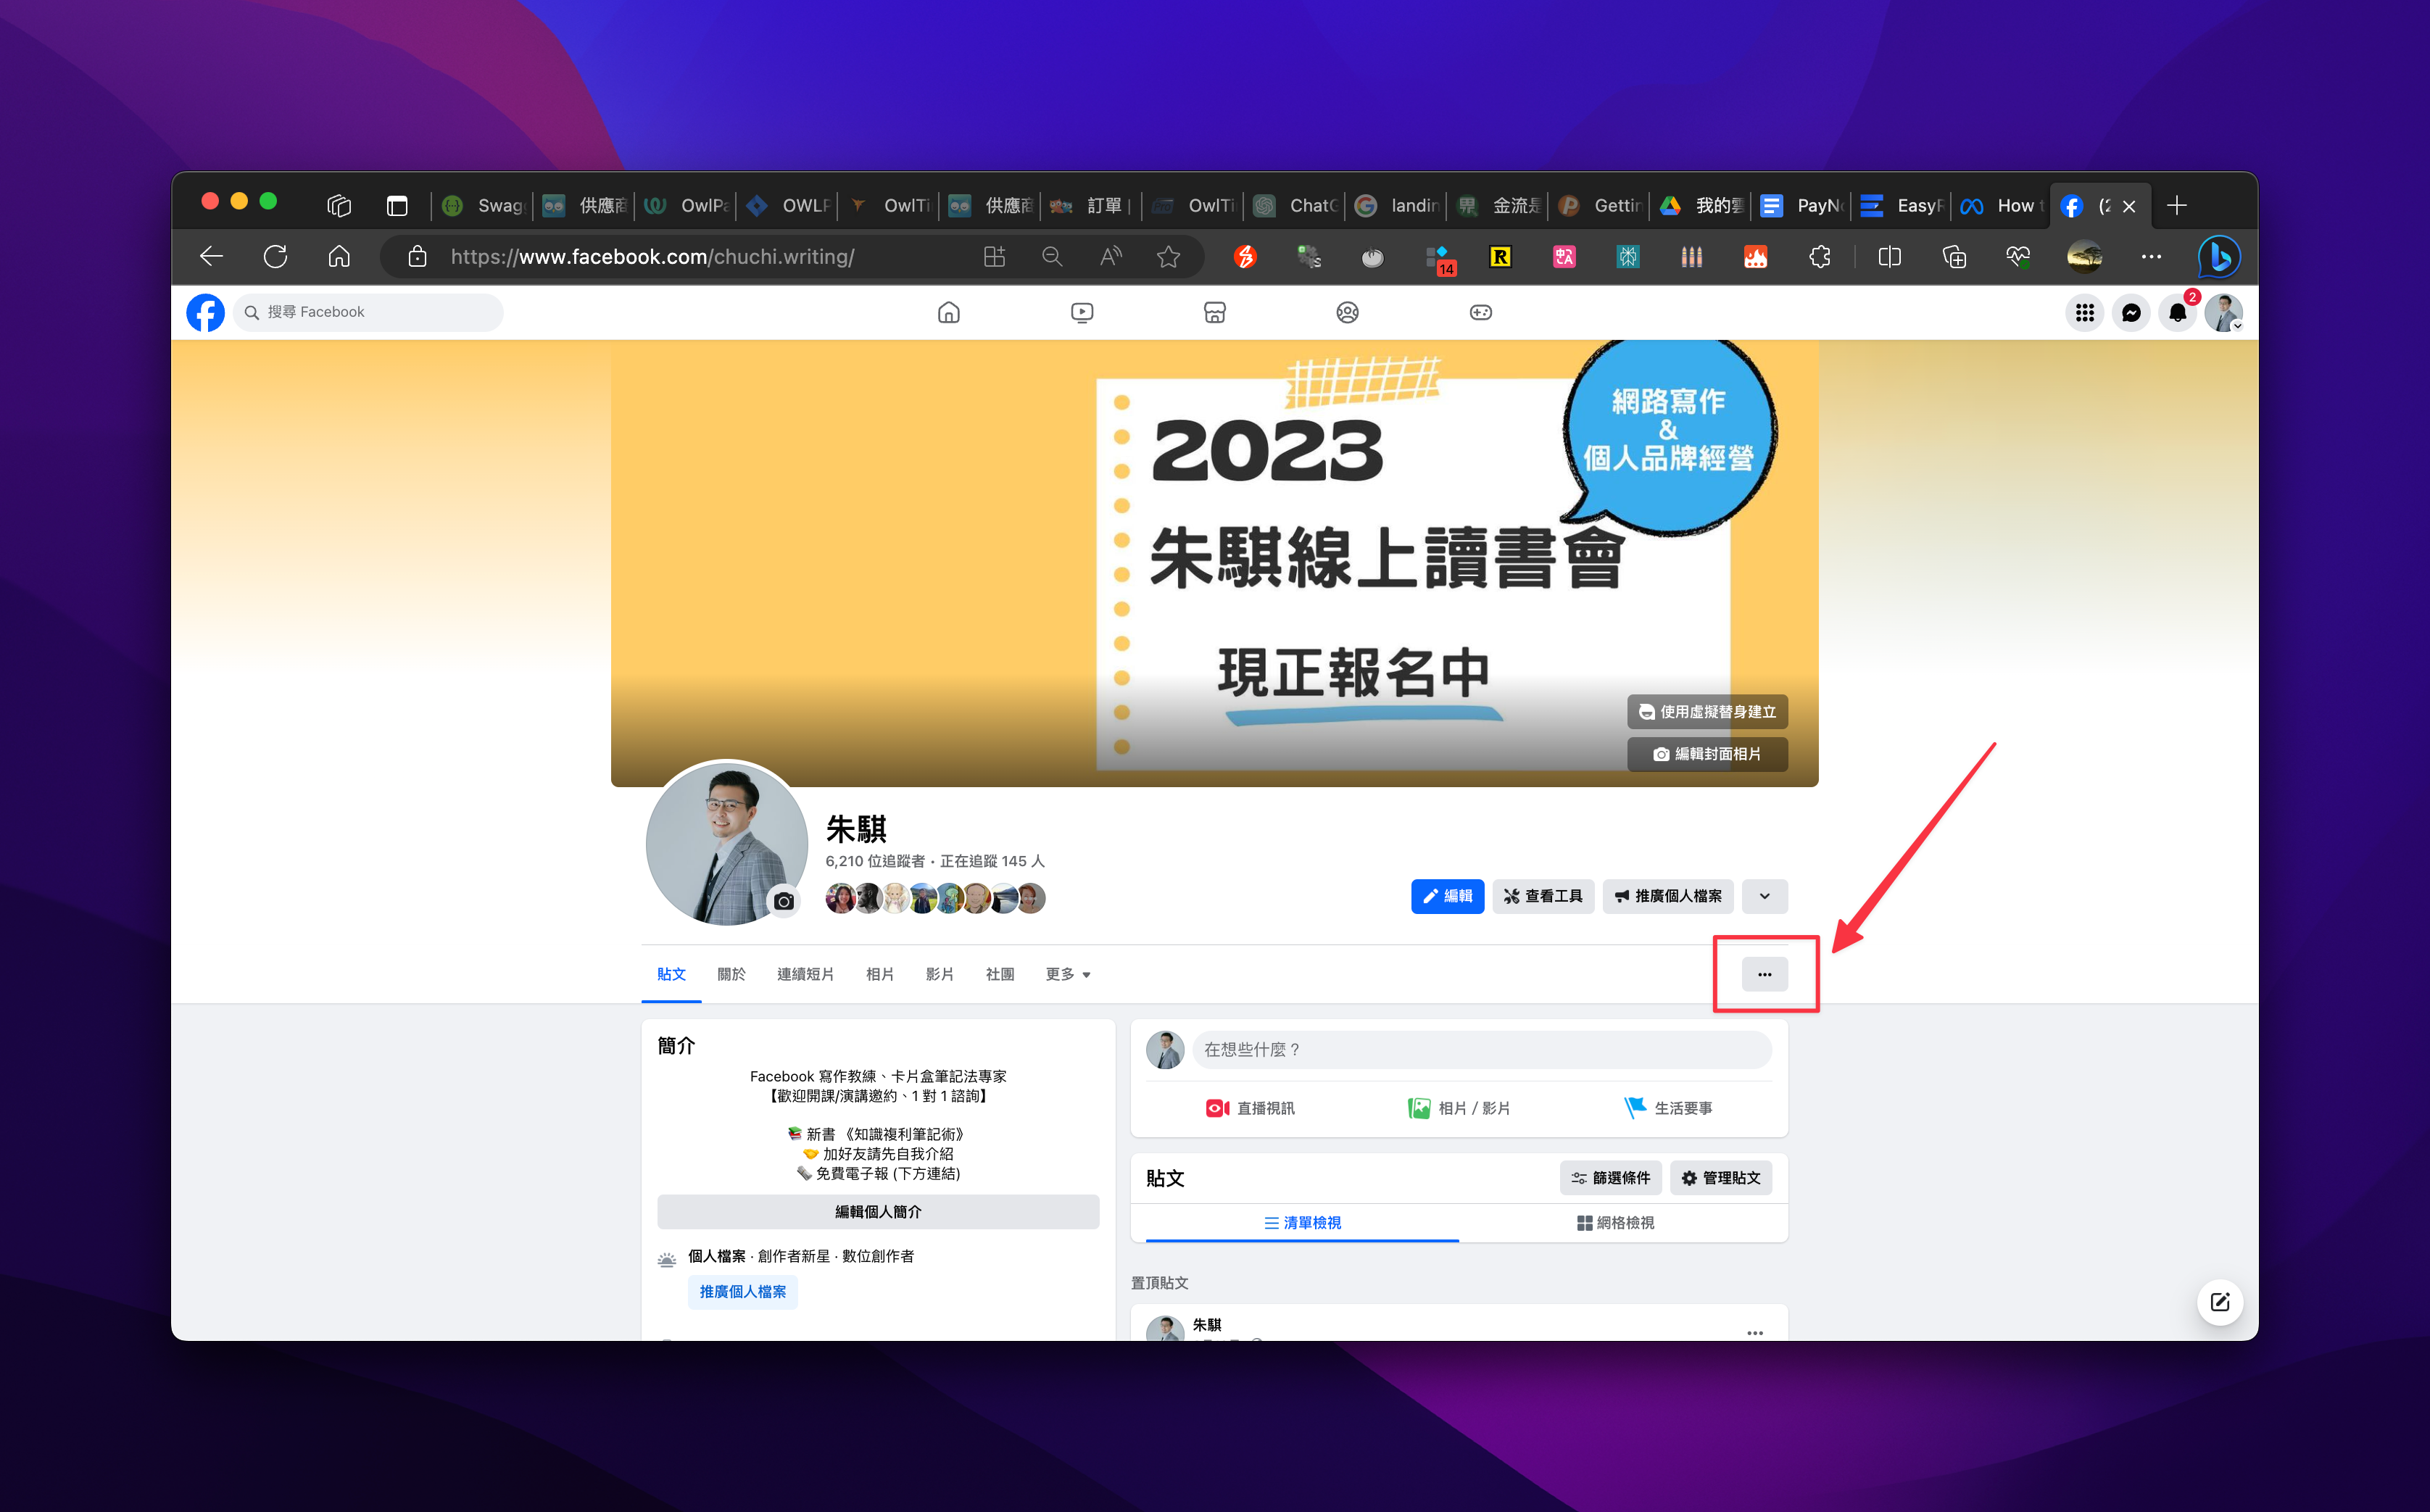 Swag
供應商
OwlPa
OWLP
OwlTi
供應商
訂單 |
OwlTi
ChatG
landin
金流是
Gettin
我的雲
PayNo
EasyR
How t
(2
https://www.facebook.com/chuchi.writing/
14
R
搜尋 Facebook
2
網路寫作
&
個人品牌經營
2023
朱騏線上讀書會
現正報名中
使用虛擬替身建立
編輯封面相片
朱騏
6,210 位追蹤者 · 正在追蹤 145 人
編輯
查看工具
推廣個人檔案
貼文
關於
連續短片
相片
影片
社團
更多
簡介
Facebook 寫作教練、卡片盒筆記法專家
【歡迎開課/演講邀約、1 對 1 諮詢】
📚 新書 《知識複利筆記術》
🤝 加好友請先自我介紹
🗞️ 免費電子報 (下方連結)
編輯個人簡介
個人檔案 · 創作者新星 · 數位創作者
推廣個人檔案
在想些什麼？
直播視訊
相片 / 影片
生活要事
貼文
篩選條件
管理貼文
清單檢視
網格檢視
置頂貼文
朱騏